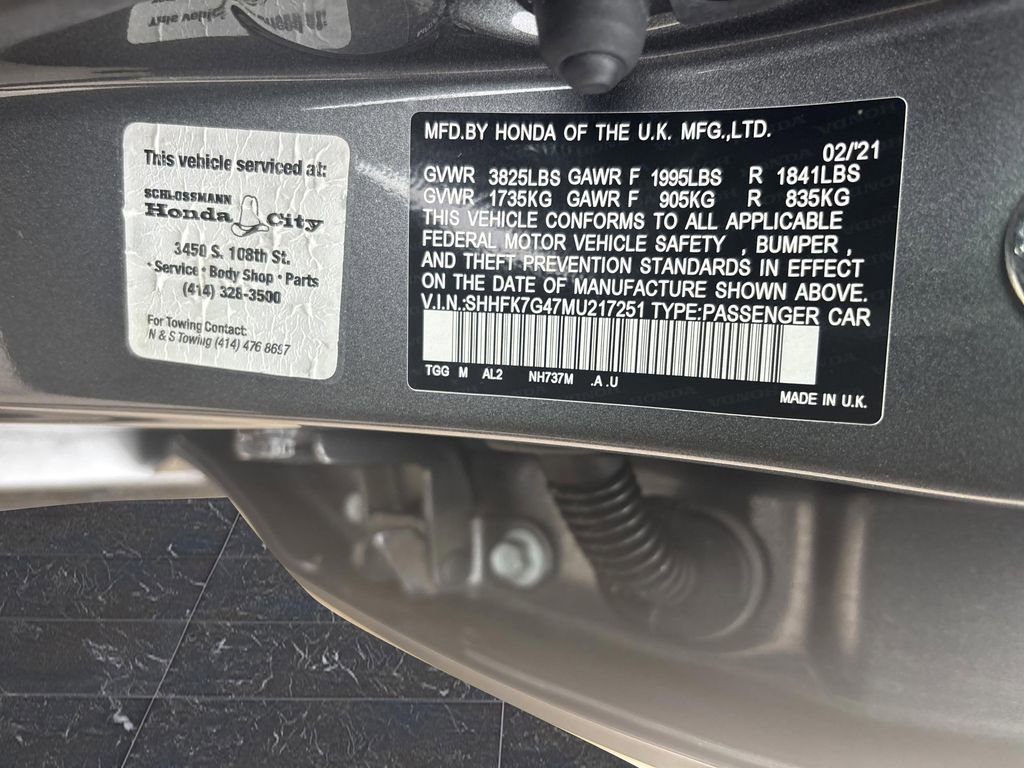 This vehicle serviced at:
SCHLOSSMANN
Honda City
3450 S. 108th St.
• Service • Body Shop • Parts
(414) 328-3500
For Towing Contact:
N & S Towing (414) 476 8697
MFD.BY HONDA OF THE U.K. MFG.,LTD.
02/'21
GVWR 3825LBS GAWR F 1995LBS R 1841LBS
GVWR 1735KG GAWR F 905KG R 835KG
THIS VEHICLE CONFORMS TO ALL APPLICABLE
FEDERAL MOTOR VEHICLE SAFETY , BUMPER ,
AND THEFT PREVENTION STANDARDS IN EFFECT
ON THE DATE OF MANUFACTURE SHOWN ABOVE.
V.I.N.:SHHFK7G47MU217251 TYPE:PASSENGER CAR
TGG M AL2 NH737M .A .U
MADE IN U.K.